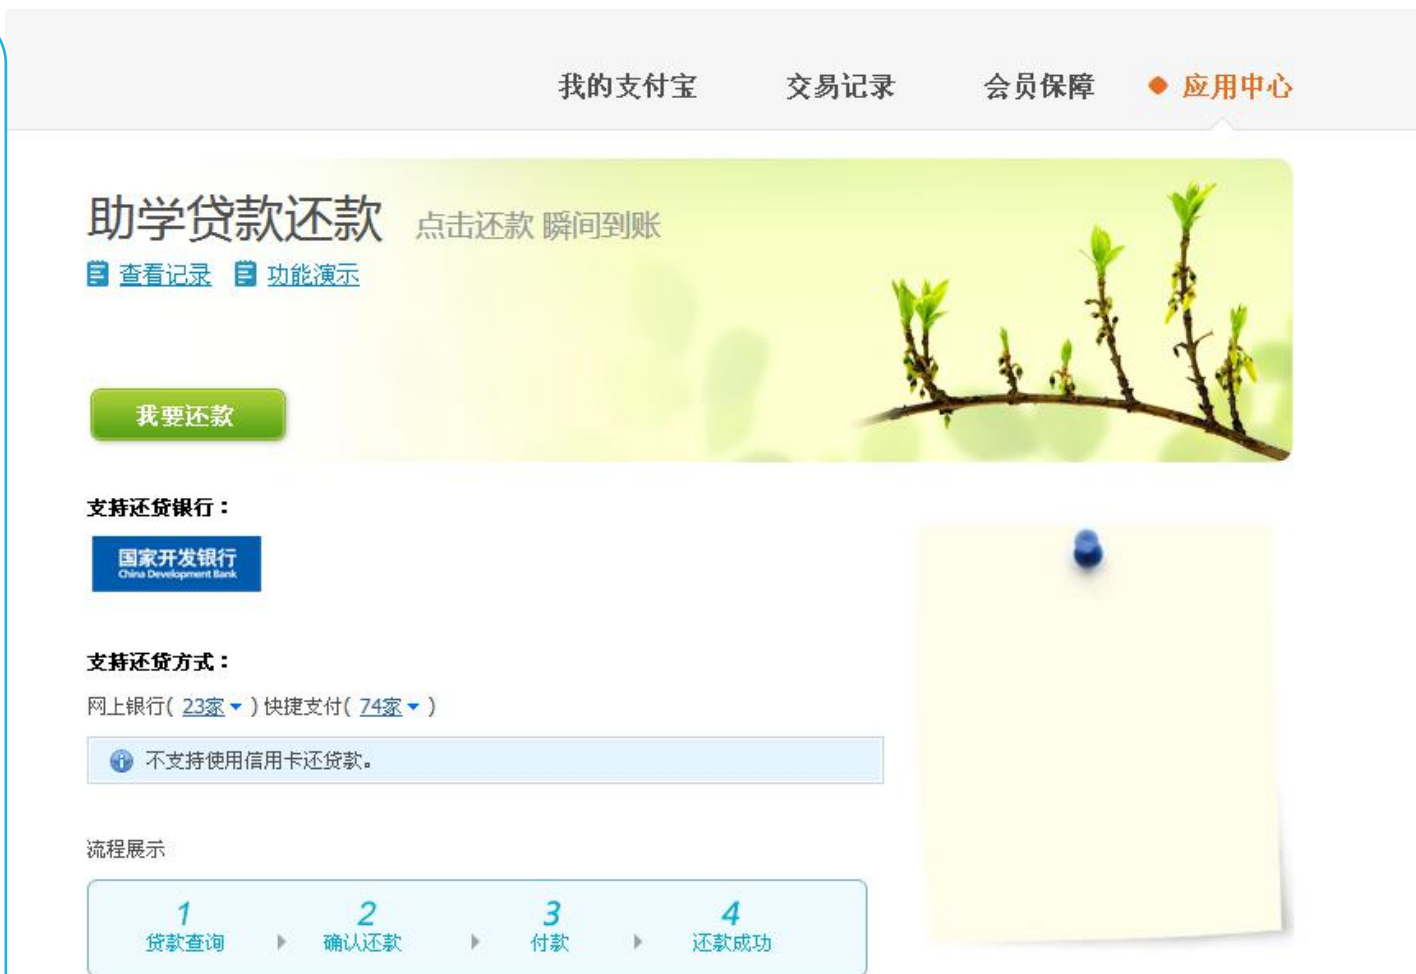 我的支付宝 交易记录 会员保障 应用中心
助学贷款还款 点击还款 瞬间到账
查看记录 功能演示
我要还款
支持还贷银行：
国家开发银行
China Development Bank
支持还贷方式：
网上银行( 23家 ) 快捷支付( 74家 )
不支持使用信用卡还贷款。
流程展示
1 2 3 4
贷款查询 确认还款 付款 还款成功